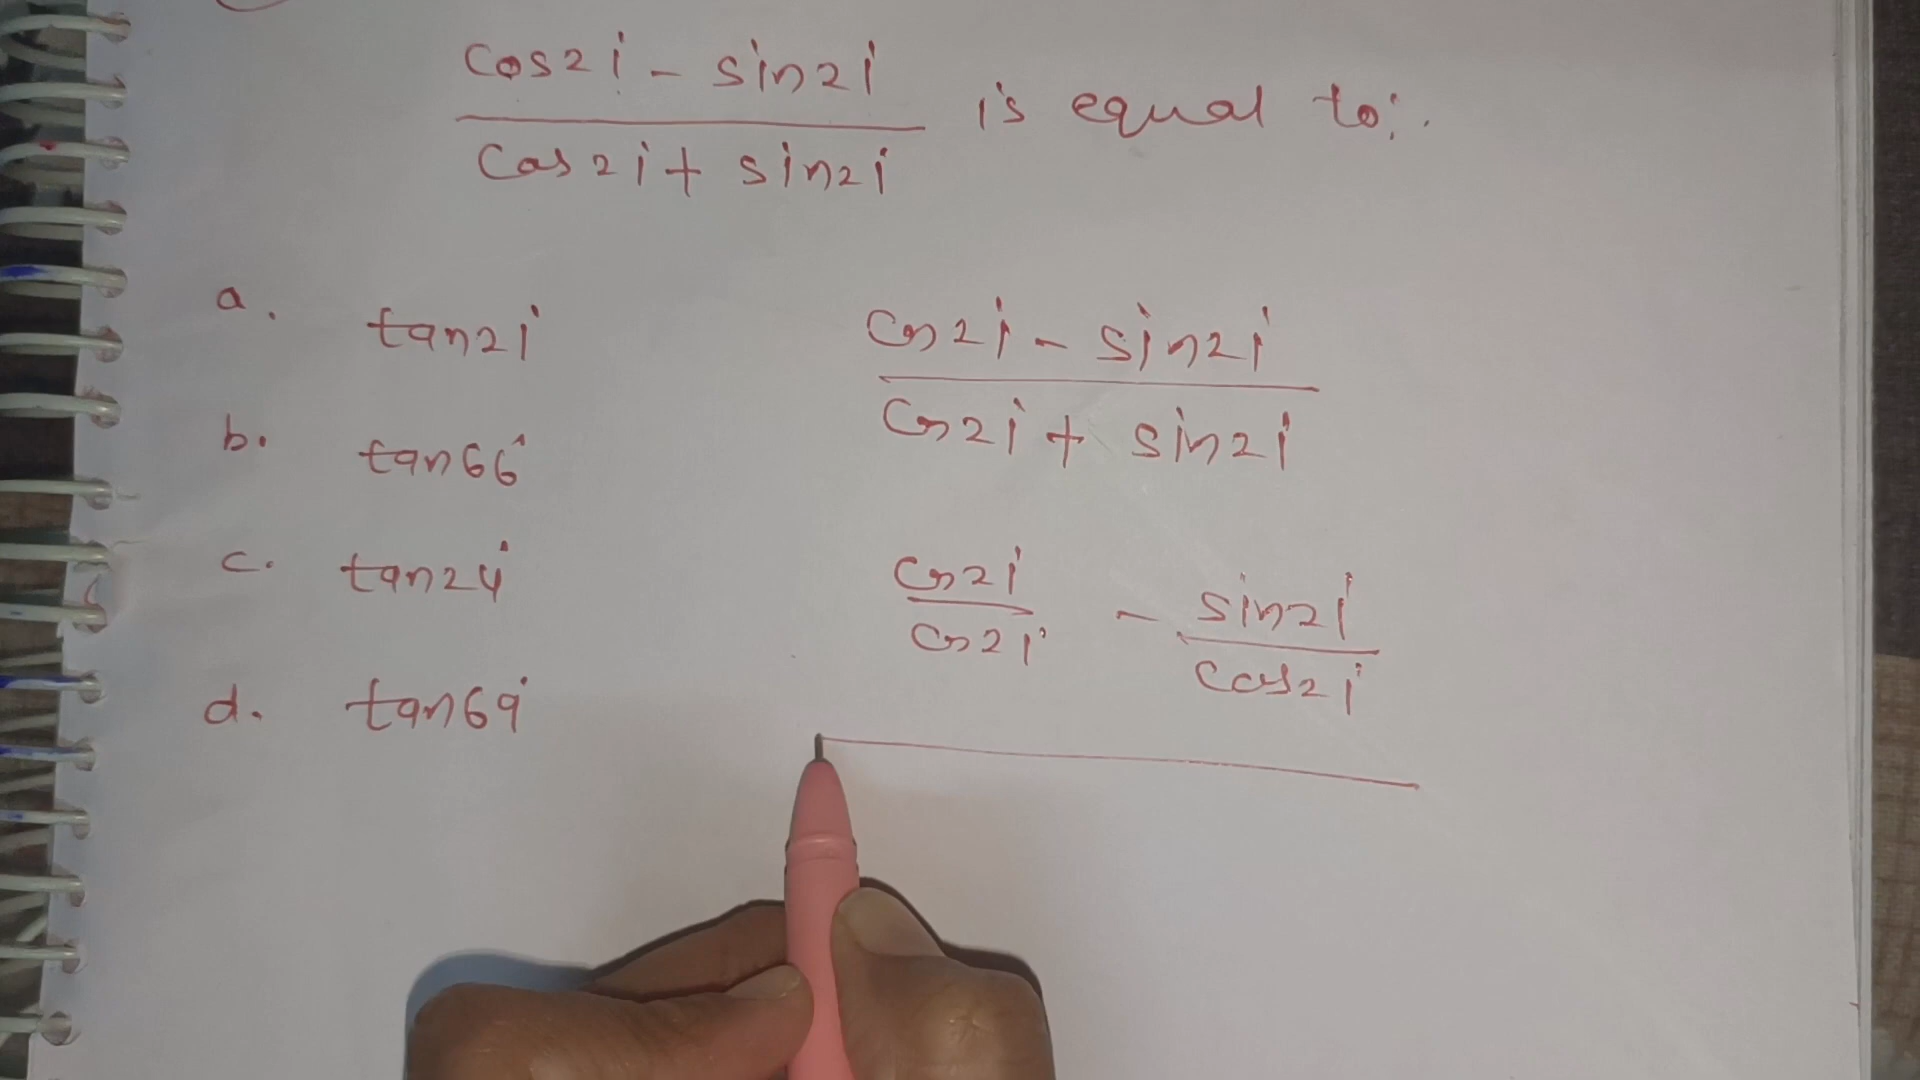 cos21° - sin21°
cos21° + sin21°
is equal to:.
a. tan21°
b. tan66°
c. tan24°
d. tan69°
cos21° - sin21°
cos21° + sin21°
cos21° - sin21°
cos21° cos21°